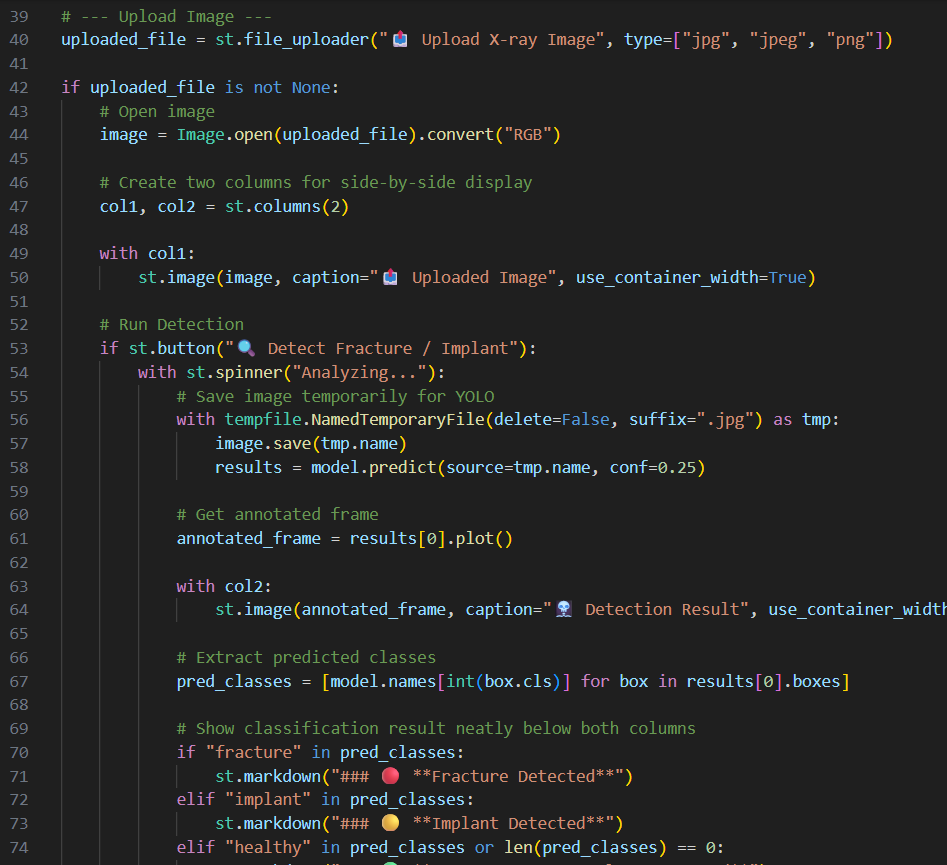 39 # --- Upload Image ---
40 uploaded_file = st.file_uploader("📤 Upload X-ray Image", type=["jpg", "jpeg", "png"])
41
42 if uploaded_file is not None:
43     # Open image
44     image = Image.open(uploaded_file).convert("RGB")
45
46     # Create two columns for side-by-side display
47     col1, col2 = st.columns(2)
48
49     with col1:
50         st.image(image, caption="📤 Uploaded Image", use_container_width=True)
51
52     # Run Detection
53     if st.button("🔍 Detect Fracture / Implant"):
54         with st.spinner("Analyzing..."):
55             # Save image temporarily for YOLO
56             with tempfile.NamedTemporaryFile(delete=False, suffix=".jpg") as tmp:
57                 image.save(tmp.name)
58                 results = model.predict(source=tmp.name, conf=0.25)
59
60             # Get annotated frame
61             annotated_frame = results[0].plot()
62
63             with col2:
64                 st.image(annotated_frame, caption="🩻 Detection Result", use_container_widt
65
66             # Extract predicted classes
67             pred_classes = [model.names[int(box.cls)] for box in results[0].boxes]
68
69             # Show classification result neatly below both columns
70             if "fracture" in pred_classes:
71                 st.markdown("### 🔴 **Fracture Detected**")
72             elif "implant" in pred_classes:
73                 st.markdown("### 🟡 **Implant Detected**")
74             elif "healthy" in pred_classes or len(pred_classes) == 0: